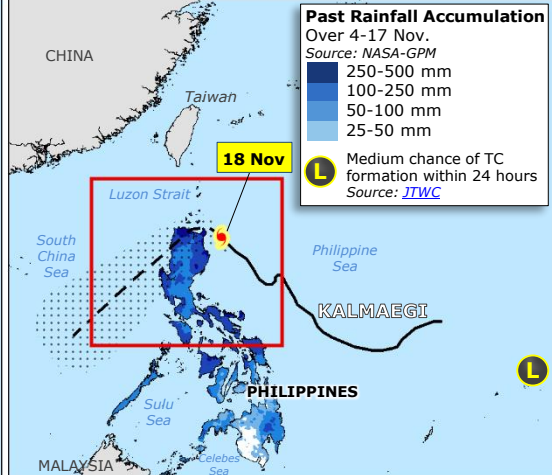 Past Rainfall Accumulation
Over 4-17 Nov.
Source: NASA-GPM
250-500 mm
100-250 mm
50-100 mm
25-50 mm
L
Medium chance of TC
formation within 24 hours
Source: JTWC
CHINA
Taiwan
18 Nov
Luzon Strait
South
China
Sea
Philippine
Sea
KALMAEGI
L
PHILIPPINES
Sulu
Sea
MALAYSIA
Celebes
Sea